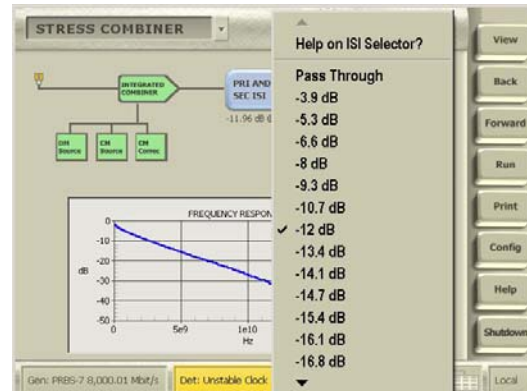 STRESS COMBINER
INTEGRATED
COMBINER
PRI AND
SEC ISI
-11.96 dB
DM
Source
CM
Source
CM
FREQUENCY RESPON
0
-10
-20
dB
-30
-40
-50
0
5e9
1e10
Hz
Help on ISI Selector?
Pass Through
-3.9 dB
-5.3 dB
-6.6 dB
-8 dB
-9.3 dB
-10.7 dB
-12 dB
-13.4 dB
-14.1 dB
-14.7 dB
-15.4 dB
-16.1 dB
-16.8 dB
View
Back
Forward
Run
Print
Config
Help
Shutdown
Gen: PRBS-7 8,000.01 Mbit/s
Det: Unstable Clock
Local